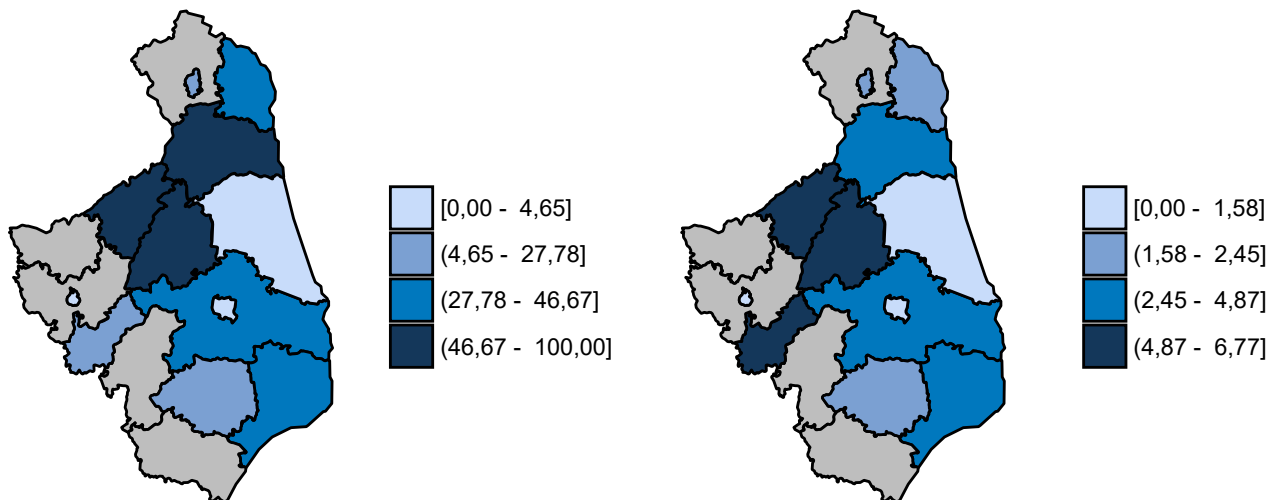 [0,00 - 4,65]
(4,65 - 27,78]
(27,78 - 46,67]
(46,67 - 100,00]
[0,00 - 1,58]
(1,58 - 2,45]
(2,45 - 4,87]
(4,87 - 6,77]